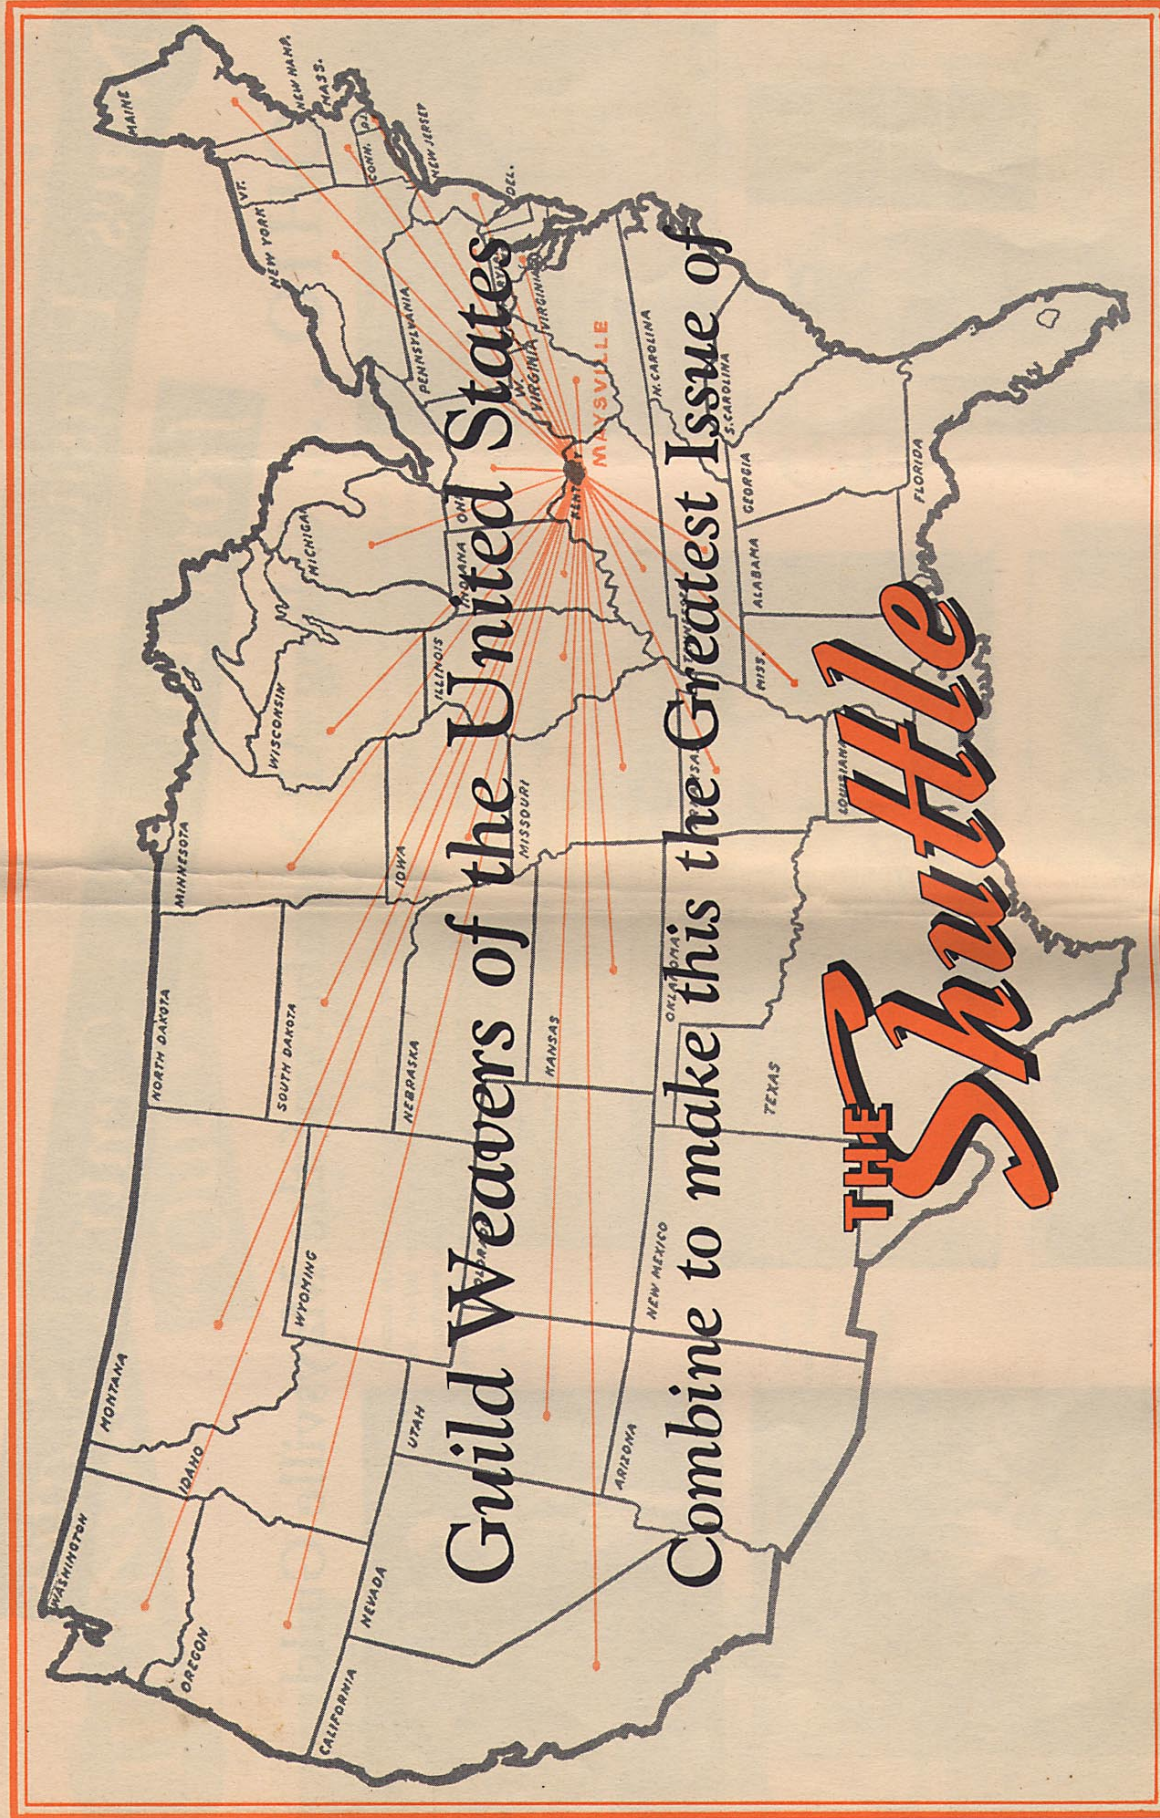 Guild Weavers of the United States
Combine to make this the Greatest Issue of
THE Shuttle
WASHINGTON
OREGON
CALIFORNIA
NEVADA
IDAHO
MONTANA
UTAH
ARIZONA
WYOMING
NEW MEXICO
NORTH DAKOTA
SOUTH DAKOTA
NEBRASKA
KANSAS
OKLAHOMA
TEXAS
MINNESOTA
IOWA
MISSOURI
LOUISIANA
WISCONSIN
ILLINOIS
MICHIGAN
INDIANA
MISS.
ALABAMA
GEORGIA
FLORIDA
S. CAROLINA
N. CAROLINA
MAYSVILLE
W. VIRGINIA
VIRGINIA
PENNSYLVANIA
NEW YORK
VT.
MAINE
NEW HAMP.
MASS.
CONN.
R.I.
NEW JERSEY
DEL.